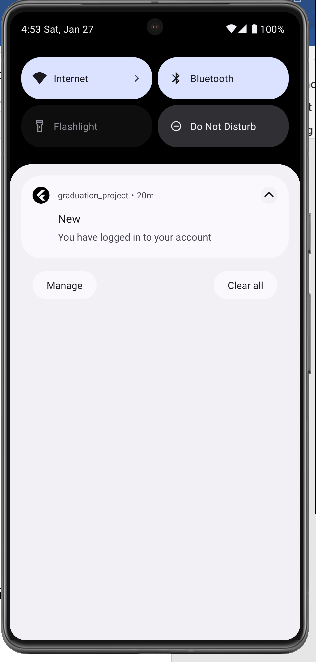 4:53 Sat, Jan 27 100%
Internet Bluetooth
Flashlight Do Not Disturb
graduation_project • 20m
New
You have logged in to your account
Manage Clear all